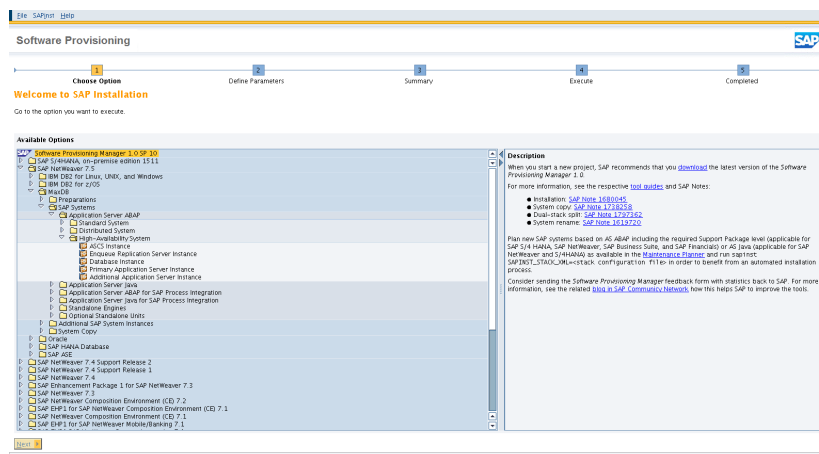 File SAPinst Help
Software Provisioning
SAP
1 2 3 4 5
Choose Option Define Parameters Summary Execute Completed
Welcome to SAP Installation
Go to the option you want to execute.
Available Options
SAP Software Provisioning Manager 1.0 SP 10
SAP S/4HANA, on-premise edition 1511
SAP NetWeaver 7.5
IBM DB2 for Linux, UNIX, and Windows
IBM DB2 for z/OS
MaxDB
Preparations
SAP Systems
Application Server ABAP
Standard System
Distributed System
High-Availability System
ASCS Instance
Enqueue Replication Server Instance
Database Instance
Primary Application Server Instance
Additional Application Server Instance
Application Server Java
Application Server ABAP for SAP Process Integration
Application Server Java for SAP Process Integration
Standalone Engines
Optional Standalone Units
Additional SAP System Instances
System Copy
Oracle
SAP HANA Database
SAP ASE
SAP NetWeaver 7.4 Support Release 2
SAP NetWeaver 7.4 Support Release 1
SAP NetWeaver 7.4
SAP Enhancement Package 1 for SAP NetWeaver 7.3
SAP NetWeaver 7.3
SAP NetWeaver Composition Environment (CE) 7.2
SAP EHP1 for SAP NetWeaver Composition Environment (CE) 7.1
SAP NetWeaver Composition Environment (CE) 7.1
SAP EHP1 for SAP NetWeaver Mobile/Banking 7.1
Description
When you start a new project, SAP recommends that you download the latest version of the Software
Provisioning Manager 1.0.
For more information, see the respective tool guides and SAP Notes:
● Installation: SAP Note 1680045
● System copy: SAP Note 1738258
● Dual-stack split: SAP Note 1797362
● System rename: SAP Note 1619720
Plan new SAP systems based on AS ABAP including the required Support Package level (applicable for
SAP S/4 HANA, SAP NetWeaver, SAP Business Suite, and SAP Financials) or AS Java (applicable for SAP
NetWeaver and S/4HANA) as available in the Maintenance Planner and run sapinst
SAPINST_STACK_XML=<stack configuration file> in order to benefit from an automated installation
process.
Consider sending the Software Provisioning Manager feedback form with statistics back to SAP. For more
information, see the related blog in SAP Community Network how this helps SAP to improve the tools.
Next